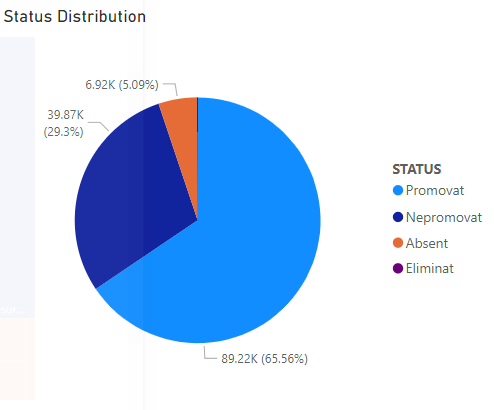 Status Distribution
6.92K (5.09%)
39.87K
(29.3%)
STATUS
Promovat
Nepromovat
Absent
Eliminat
89.22K (65.56%)